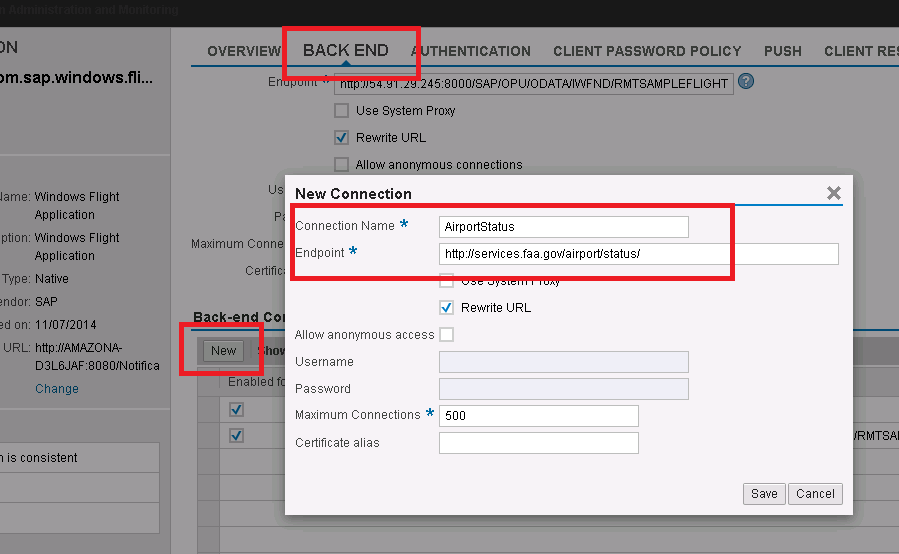 Administration and Monitoring
ON
om.sap.windows.fli...
OVERVIEW BACK END AUTHENTICATION CLIENT PASSWORD POLICY PUSH CLIENT RES
Endpoint * http://54.91.29.245:8000/SAP/OPU/ODATA/IWFND/RMTSAMPLEFLIGHT ?
Use System Proxy
Rewrite URL
Allow anonymous connections
Name: Windows Flight
Application
ption: Windows Flight
Application
Type: Native
endor: SAP
ed on: 11/07/2014
URL: http://AMAZONA-
D3L6JAF:8080/Notifica
Change
n is consistent
Us
Pa
Maximum Conne
Certific
Back-end Con
New Show
Enabled fo
/RMTSA
New Connection
Connection Name * AirportStatus
Endpoint * http://services.faa.gov/airport/status/
Use System Proxy
Rewrite URL
Allow anonymous access
Username
Password
Maximum Connections * 500
Certificate alias
Save Cancel